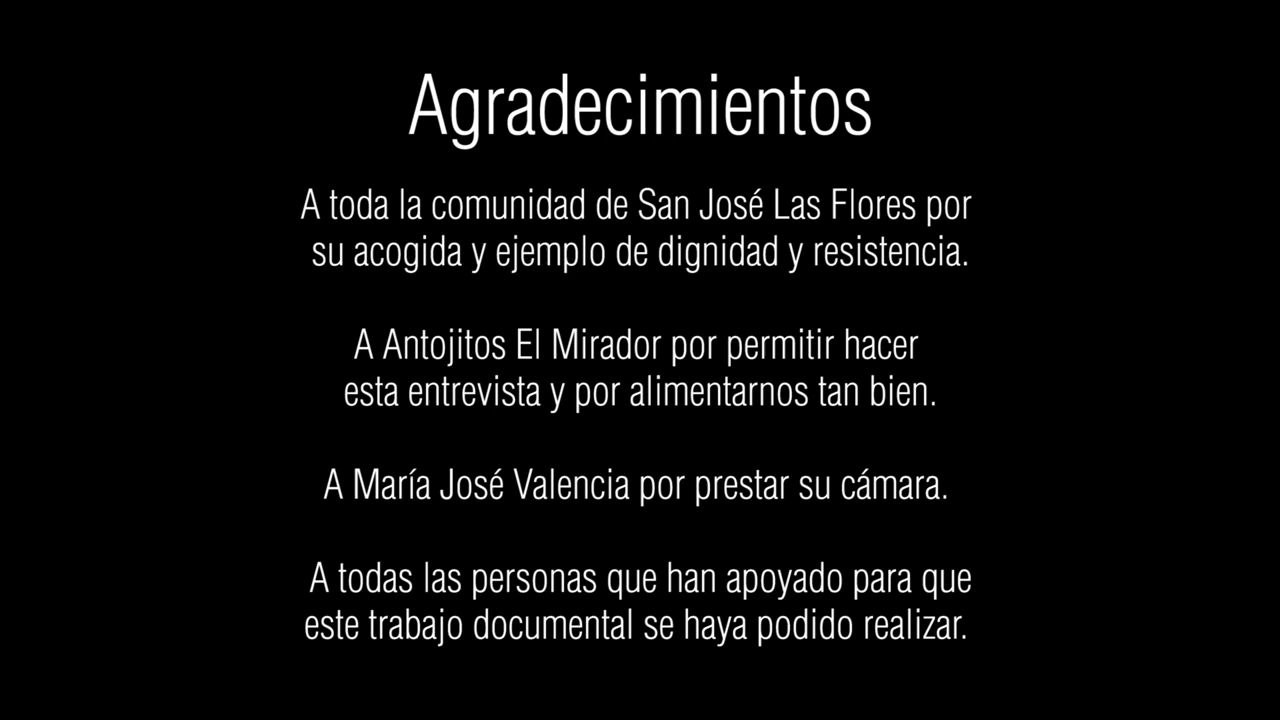 Agradecimientos
A toda la comunidad de San José Las Flores por
su acogida y ejemplo de dignidad y resistencia.
A Antojitos El Mirador por permitir hacer
esta entrevista y por alimentarnos tan bien.
A María José Valencia por prestar su cámara.
A todas las personas que han apoyado para que
este trabajo documental se haya podido realizar.